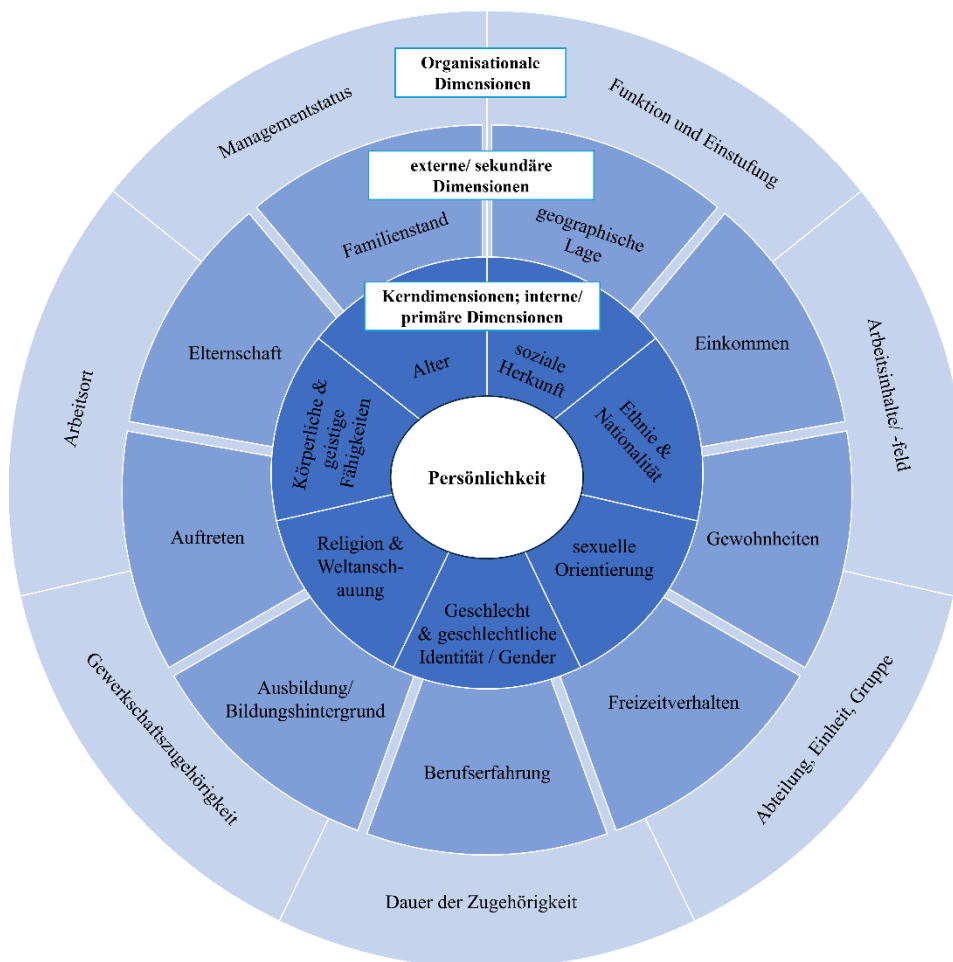 Organisationale
Dimensionen
Managementstatus
Funktion und Einstufung
externe/ sekundäre
Dimensionen
Familienstand
geographische
Lage
Kerndimensionen; interne/
primäre Dimensionen
Elternschaft
Einkommen
Arbeitsort
Arbeitsinhalte/ -feld
Alter
soziale
Herkunft
Körperliche &
geistige
Fähigkeiten
Ethnie &
Nationalität
Persönlichkeit
Auftreten
Gewohnheiten
Religion &
Weltansch-
auung
sexuelle
Orientierung
Geschlecht
& geschlechtliche
Identität / Gender
Gewerkschaftszugehörigkeit
Abteilung, Einheit, Gruppe
Ausbildung/
Bildungshintergrund
Freizeitverhalten
Berufserfahrung
Dauer der Zugehörigkeit